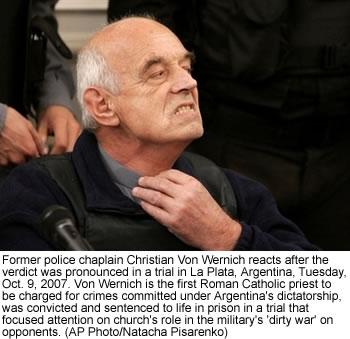 Former police chaplain Christian Von Wernich reacts after the
verdict was pronounced in a trial in La Plata, Argentina, Tuesday,
Oct. 9, 2007. Von Wernich is the first Roman Catholic priest to
be charged for crimes committed under Argentina's dictatorship,
was convicted and sentenced to life in prison in a trial that
focused attention on church's role in the military's 'dirty war' on
opponents. (AP Photo/Natacha Pisarenko)